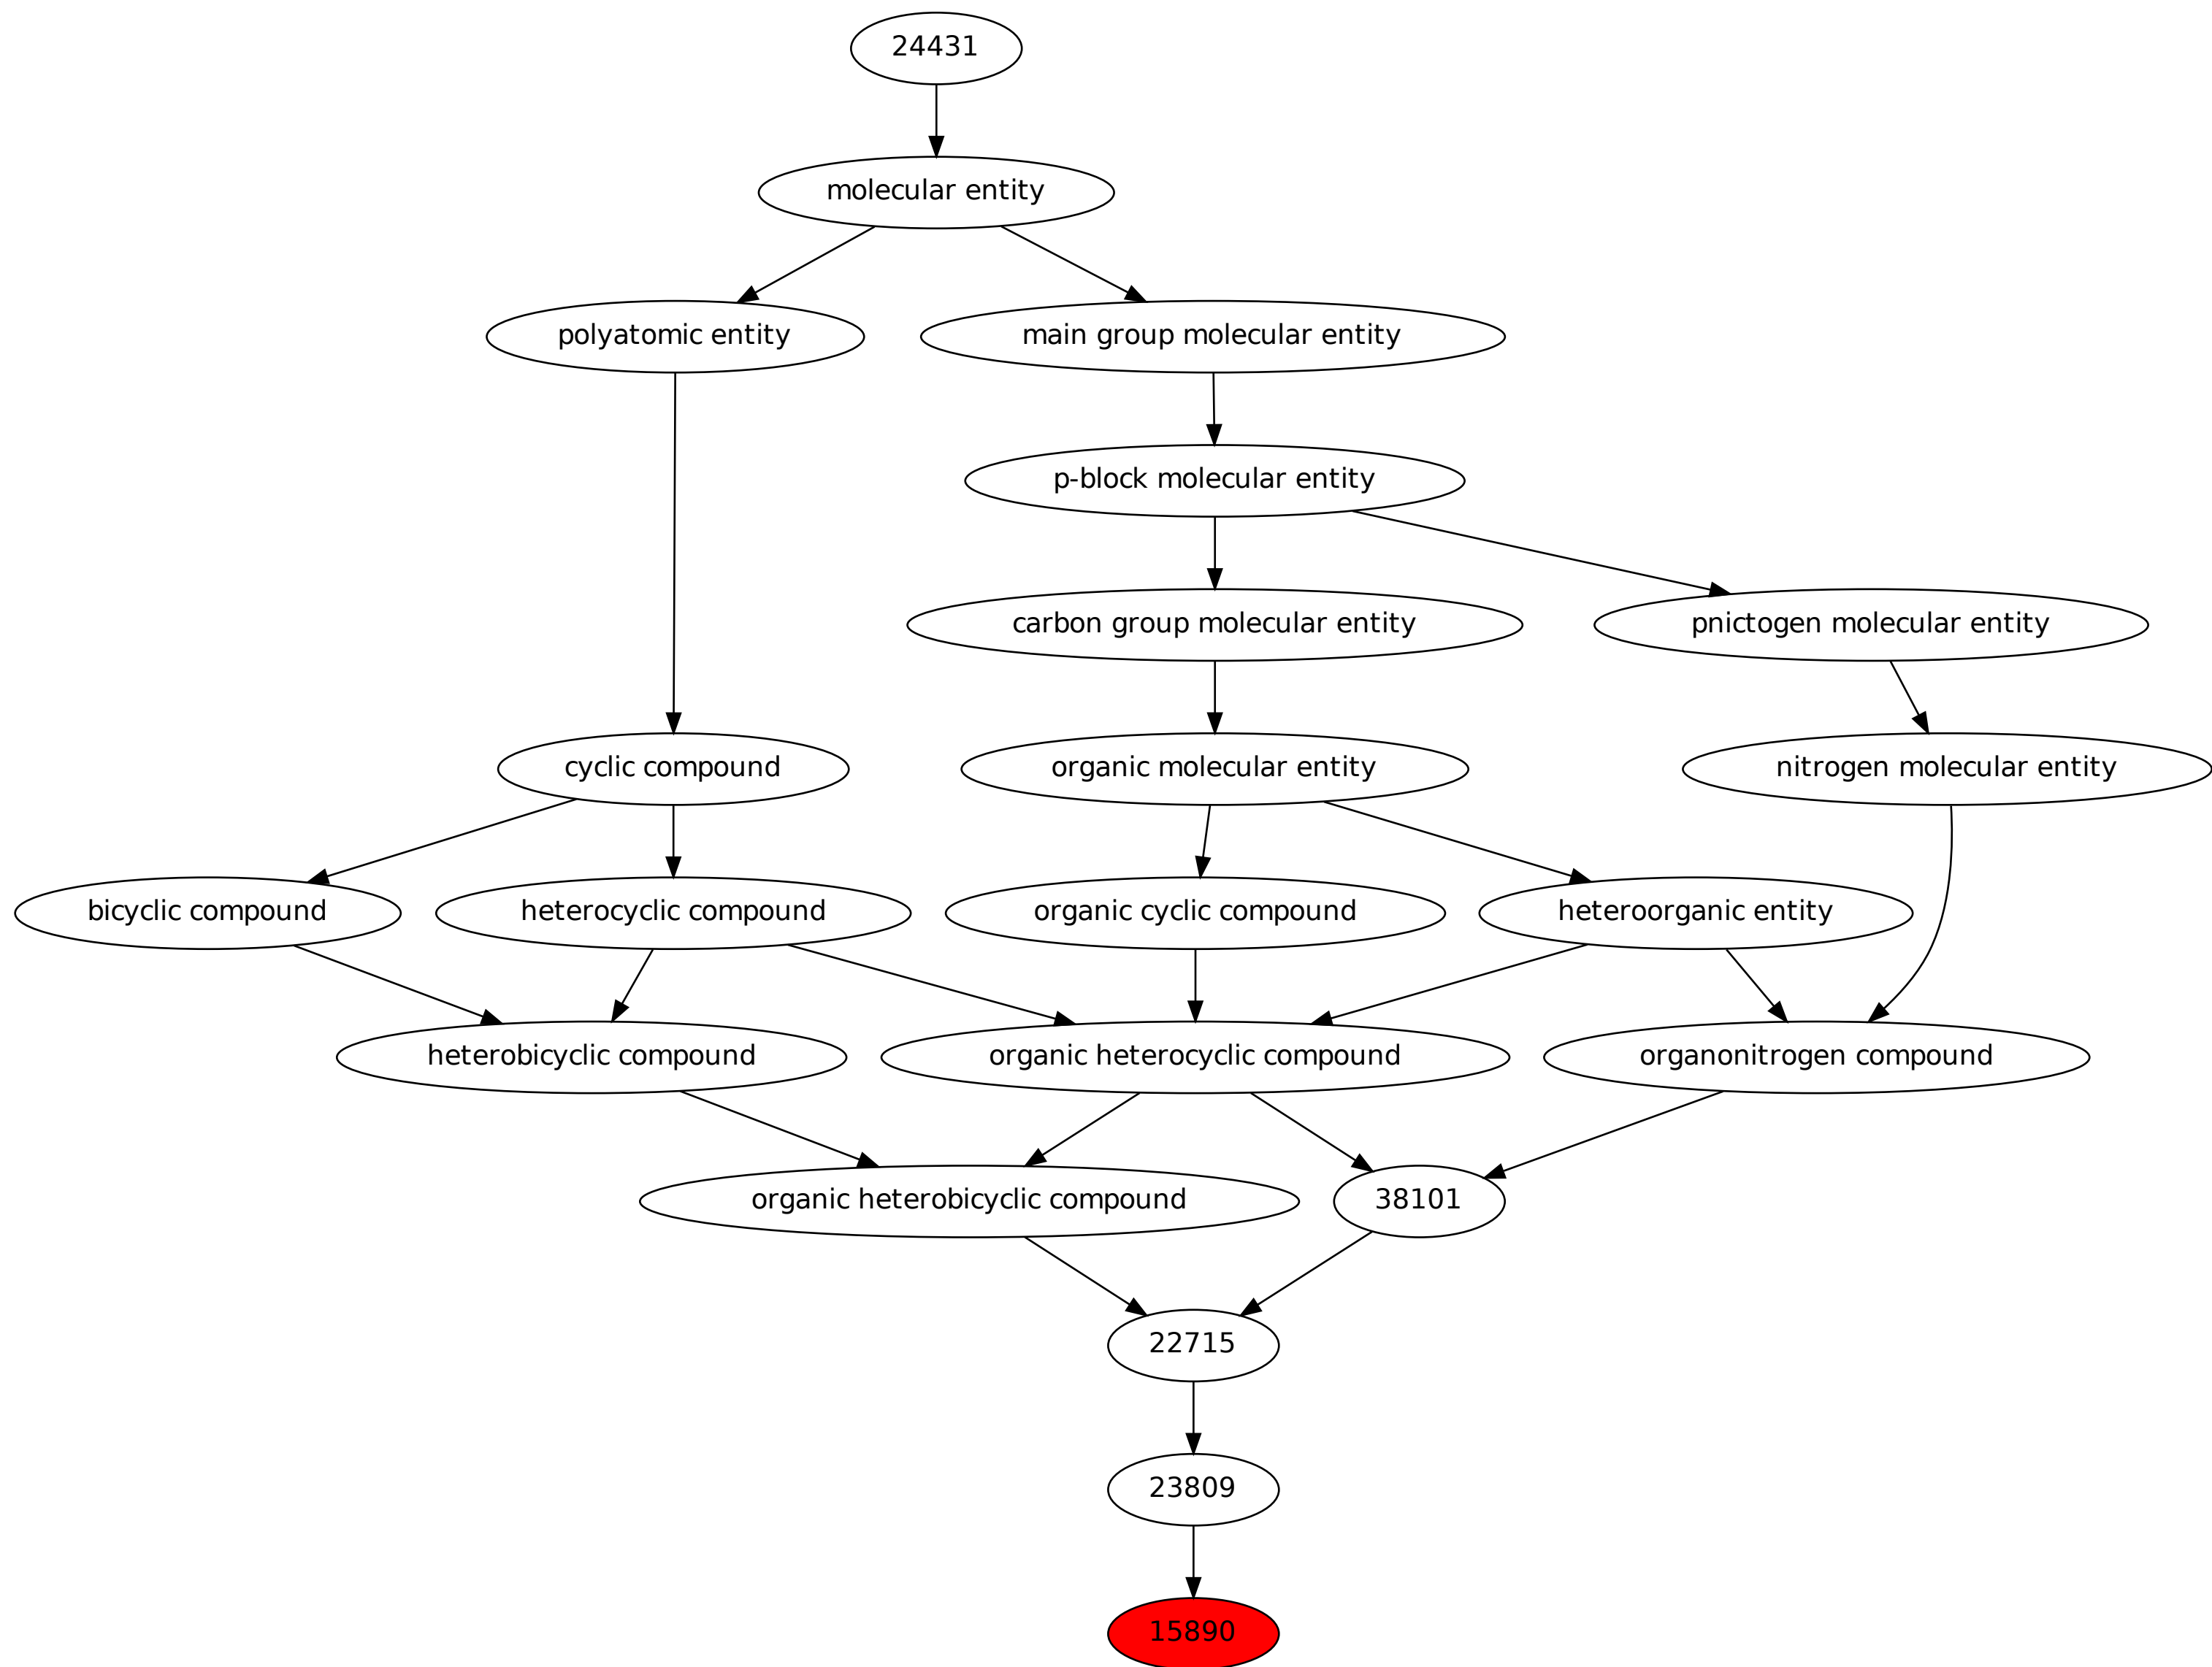 24431
molecular entity
polyatomic entity
main group molecular entity
p-block molecular entity
carbon group molecular entity
pnictogen molecular entity
cyclic compound
organic molecular entity
nitrogen molecular entity
bicyclic compound
heterocyclic compound
organic cyclic compound
heteroorganic entity
heterobicyclic compound
organic heterocyclic compound
organonitrogen compound
organic heterobicyclic compound
38101
22715
23809
15890